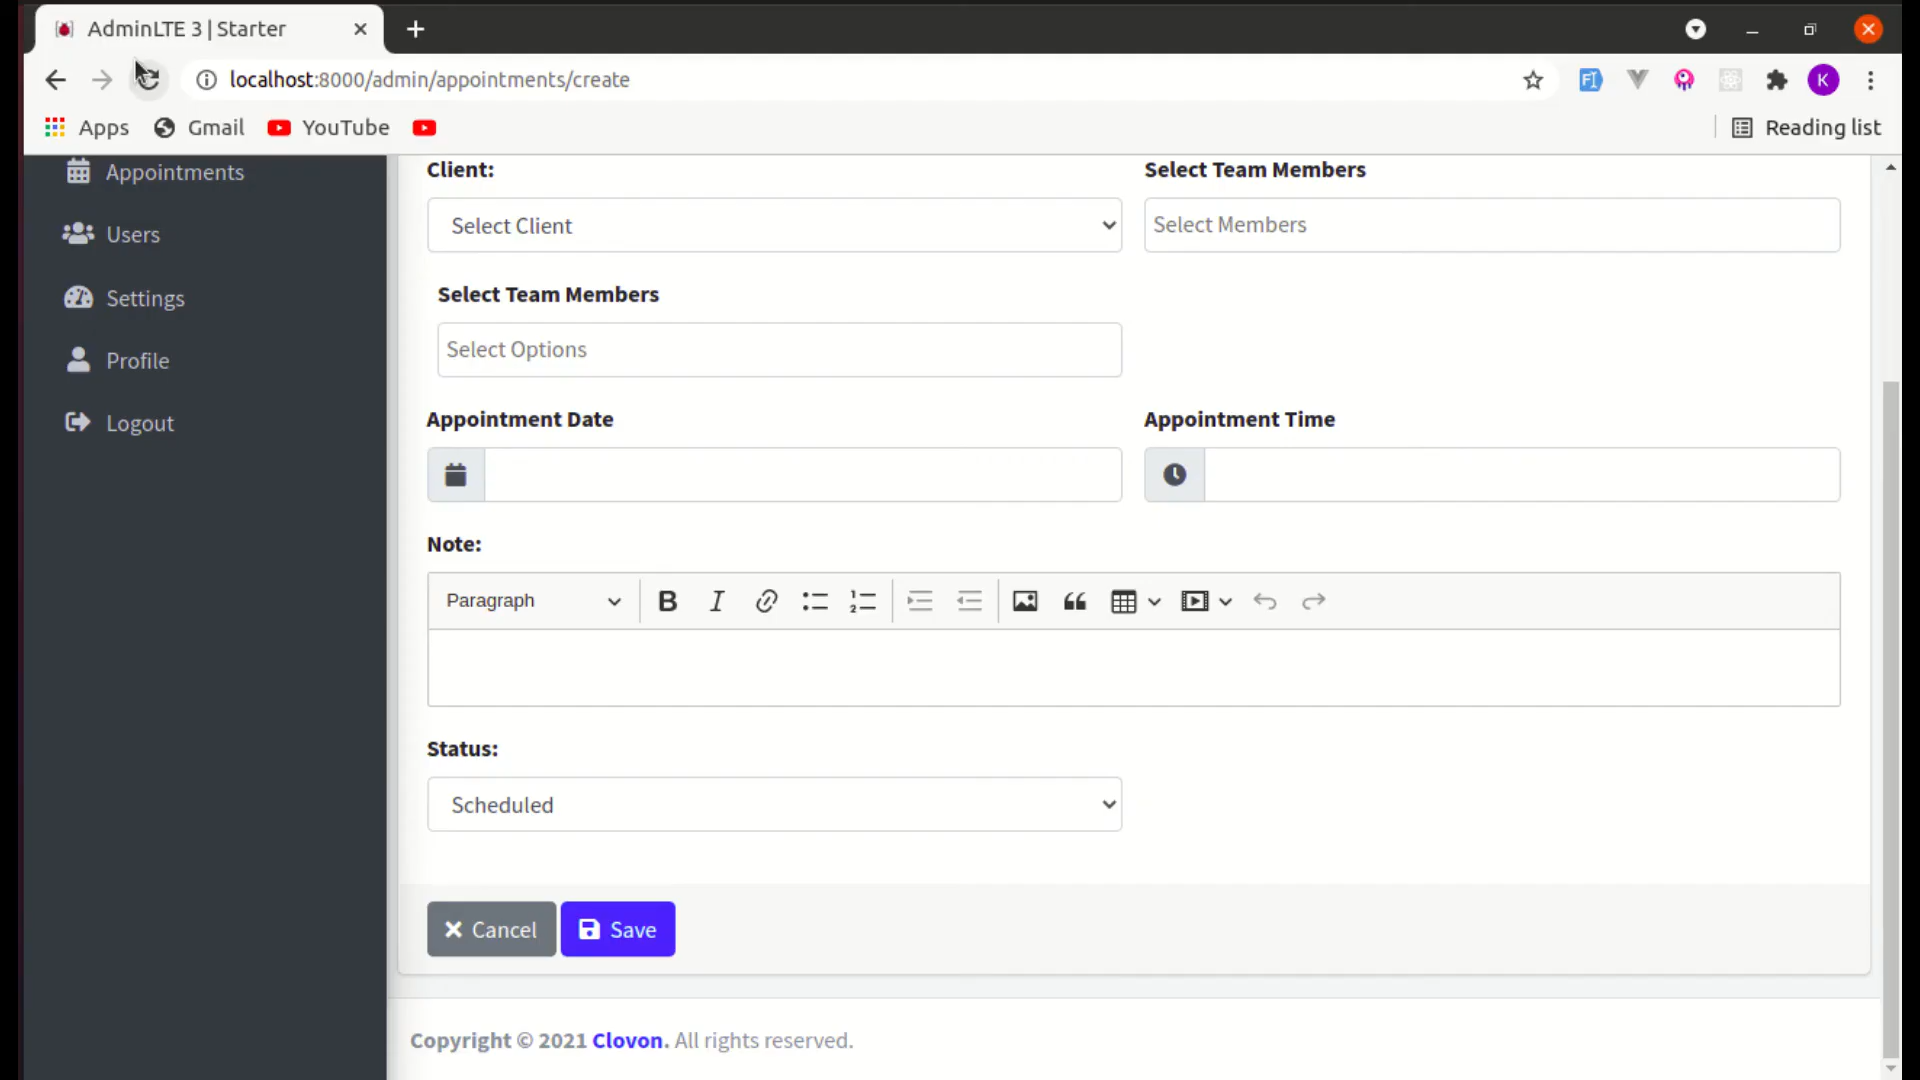 AdminLTE 3 | Starter
localhost:8000/admin/appointments/create
K
Apps
Gmail
YouTube
Reading list
Appointments
Users
Settings
Profile
Logout
Client:
Select Team Members
Select Client
Select Members
Select Team Members
Select Options
Appointment Date
Appointment Time
Note:
Paragraph
Status:
Scheduled
Cancel
Save
Copyright © 2021 Clovon. All rights reserved.